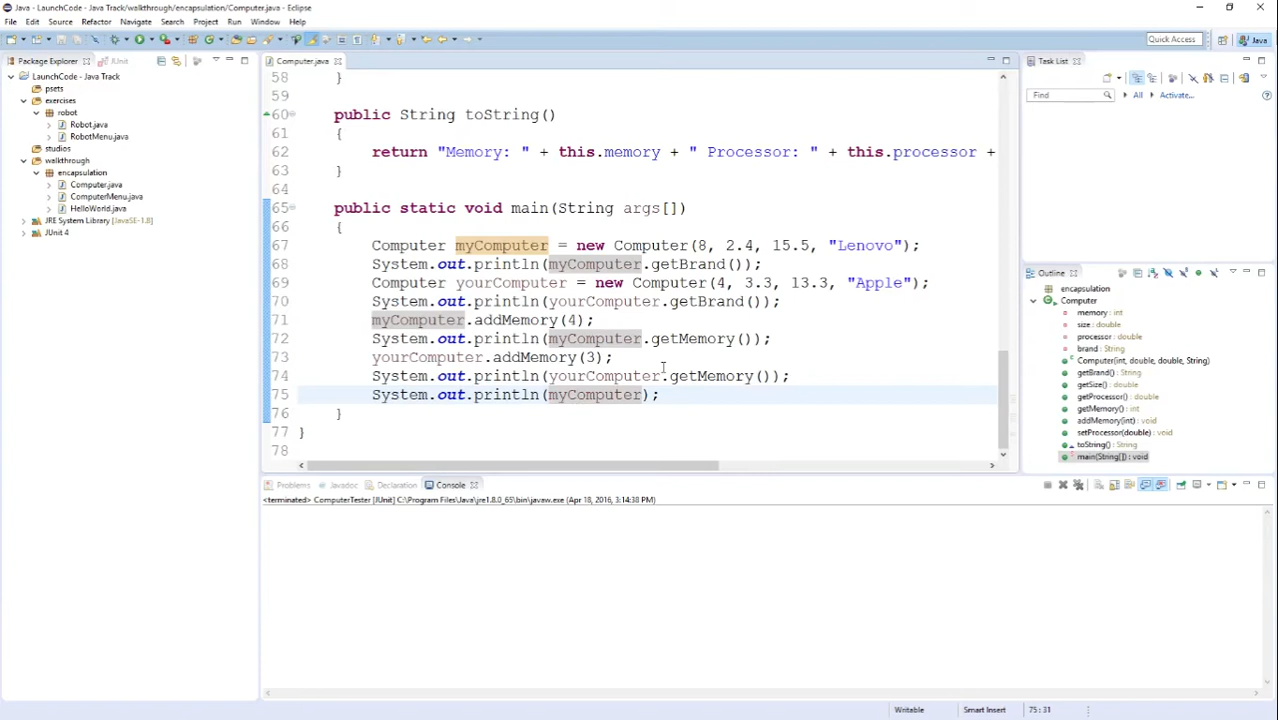 Java - LaunchCode - Java Track/walkthrough/encapsulation/Computer.java - Eclipse
File Edit Source Refactor Navigate Search Project Run Window Help
Quick Access Java
Package Explorer JUnit
LaunchCode - Java Track
psets
exercises
robot
Robot.java
RobotMenu.java
studios
walkthrough
encapsulation
Computer.java
ComputerMenu.java
HelloWorld.java
JRE System Library [JavaSE-1.8]
JUnit 4
Computer.java
58 }
59
60 public String toString()
61 {
62 return "Memory: " + this.memory + " Processor: " + this.processor +
63 }
64
65 public static void main(String args[])
66 {
67 Computer myComputer = new Computer(8, 2.4, 15.5, "Lenovo");
68 System.out.println(myComputer.getBrand());
69 Computer yourComputer = new Computer(4, 3.3, 13.3, "Apple");
70 System.out.println(yourComputer.getBrand());
71 myComputer.addMemory(4);
72 System.out.println(myComputer.getMemory());
73 yourComputer.addMemory(3);
74 System.out.println(yourComputer.getMemory());
75 System.out.println(myComputer);
76 }
77 }
78
Task List
Find All Activate...
Outline
encapsulation
Computer
memory : int
size : double
processor : double
brand : String
Computer(int, double, double, String)
getBrand() : String
getSize() : double
getProcessor() : double
getMemory() : int
addMemory(int) : void
setProcessor(double) : void
toString() : String
main(String[]) : void
Problems Javadoc Declaration Console
<terminated> ComputerTester [JUnit] C:\Program Files\Java\jre1.8.0_65\bin\javaw.exe (Apr 18, 2016, 3:14:38 PM)
Writable Smart Insert 75 : 31